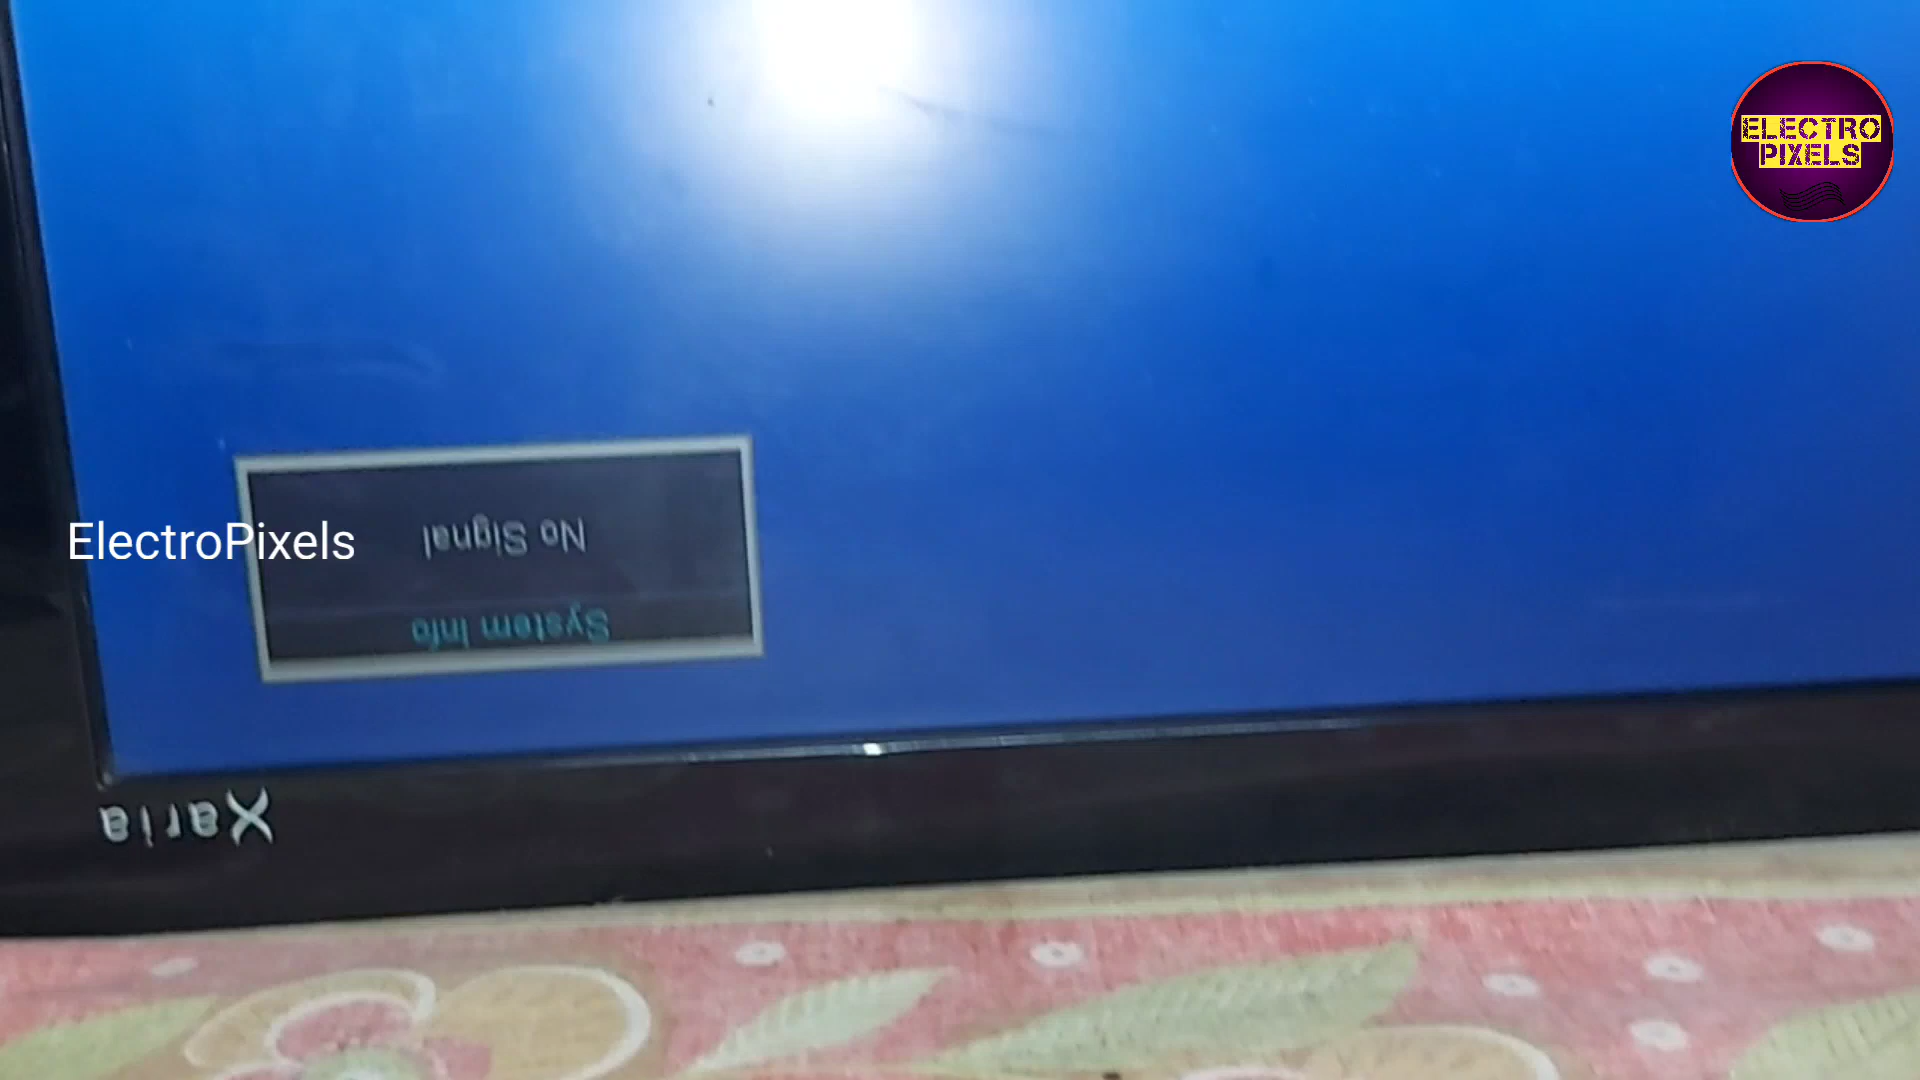 ELECTRO
PIXELS
ElectroPixels
System Info
No Signal
Xaria